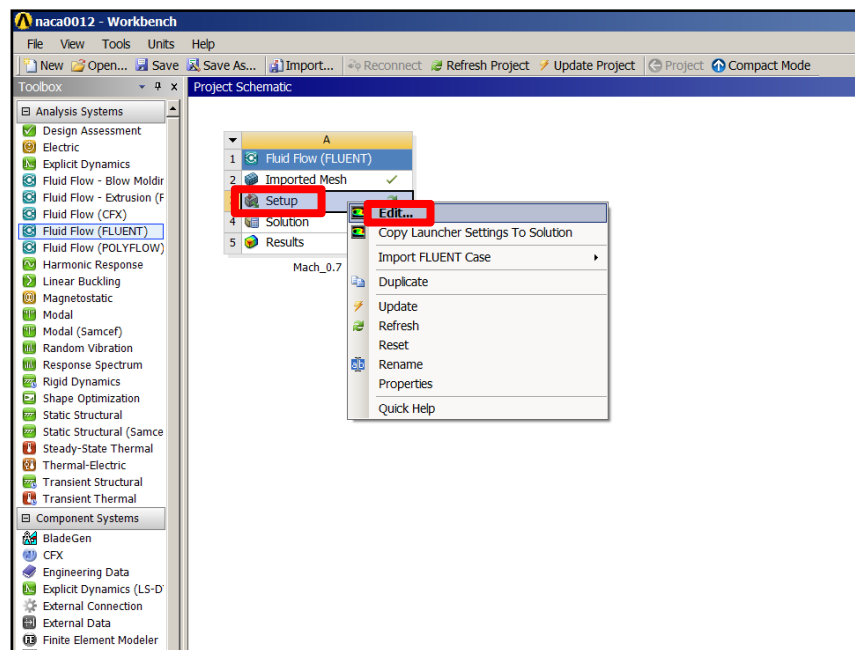 naca0012 - Workbench
File View Tools Units Help
New Open... Save Save As... Import... Reconnect Refresh Project Update Project Project Compact Mode
Toolbox
Project Schematic
Analysis Systems
Design Assessment
Electric
Explicit Dynamics
Fluid Flow - Blow Moldir
Fluid Flow - Extrusion (F
Fluid Flow (CFX)
Fluid Flow (FLUENT)
Fluid Flow (POLYFLOW)
Harmonic Response
Linear Buckling
Magnetostatic
Modal
Modal (Samcef)
Random Vibration
Response Spectrum
Rigid Dynamics
Shape Optimization
Static Structural
Static Structural (Samce
Steady-State Thermal
Thermal-Electric
Transient Structural
Transient Thermal
Component Systems
BladeGen
CFX
Engineering Data
Explicit Dynamics (LS-D
External Connection
External Data
Finite Element Modeler
A
1 Fluid Flow (FLUENT)
2 Imported Mesh
Setup
4 Solution
5 Results
Mach_0.7
Edit...
Copy Launcher Settings To Solution
Import FLUENT Case
Duplicate
Update
Refresh
Reset
Rename
Properties
Quick Help